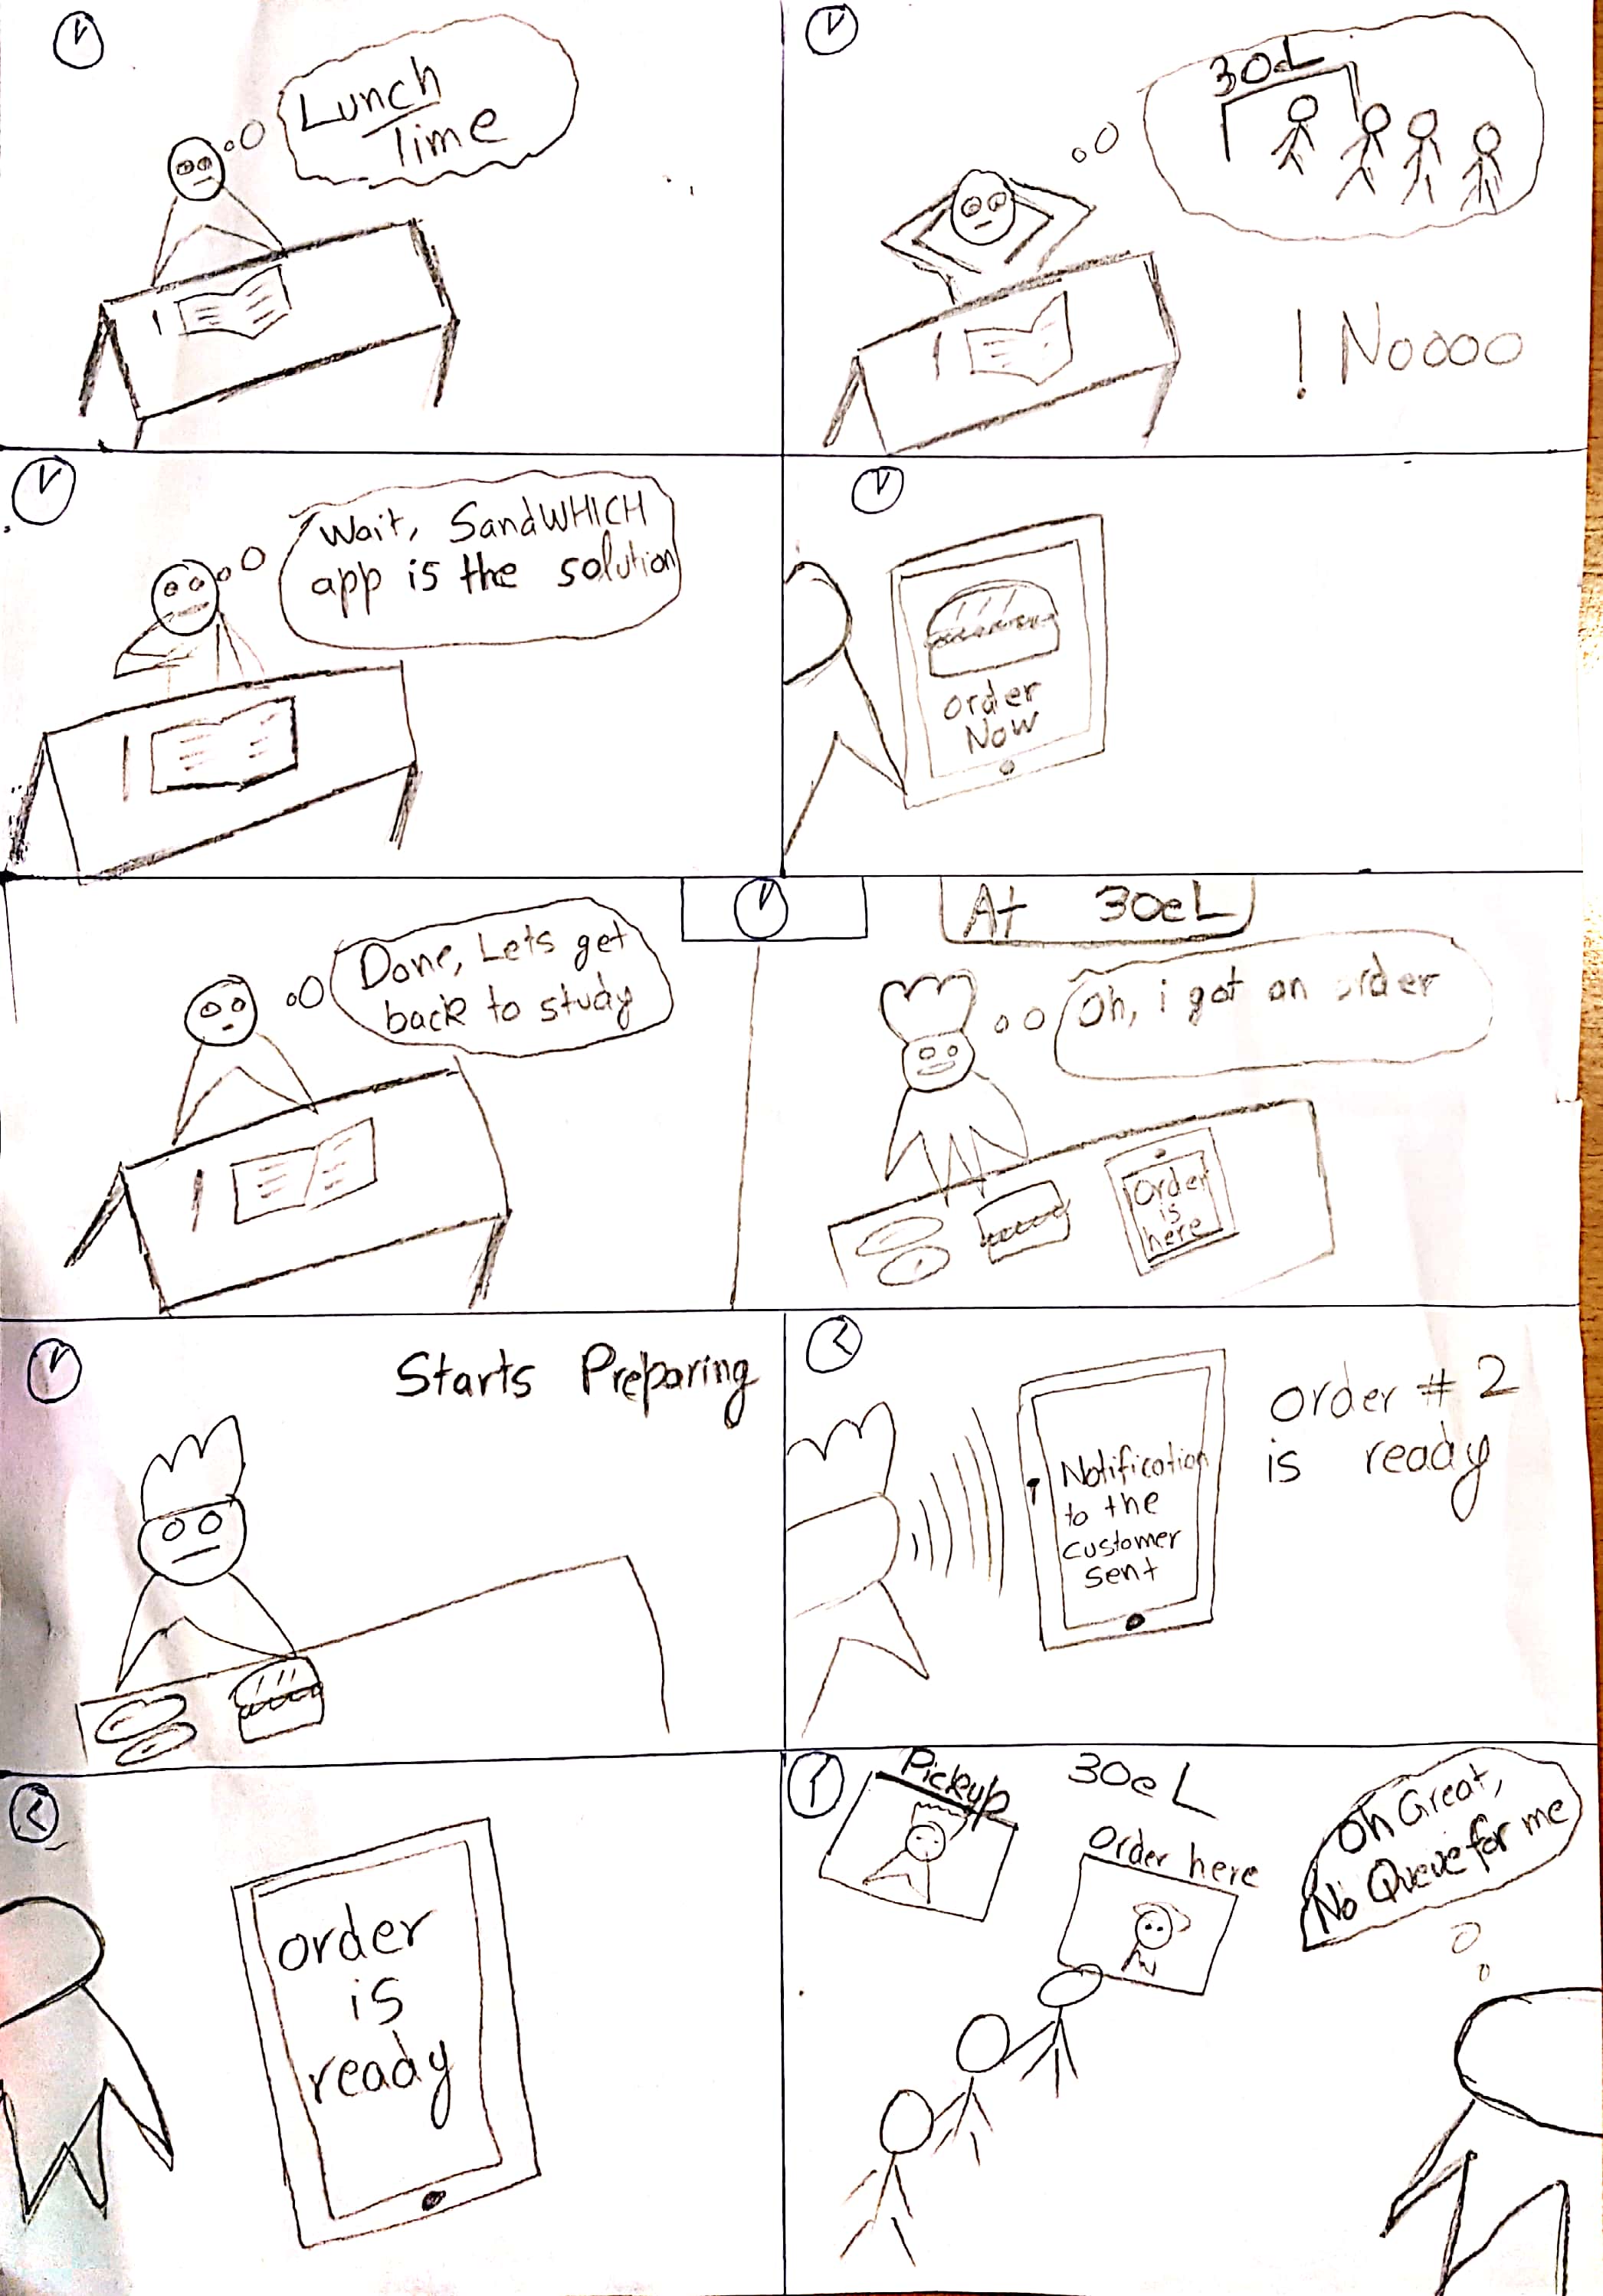 Lunch
Time
30eL
! Noooo
Wait, SandWHICH
app is the solution
order
Now
Done, Lets get
back to study
At 30eL
Oh, i got an order
order
is
here
Starts Preparing
Notification
to the
customer
sent
order # 2
is ready
order
is
ready
Pickup
30eL
order here
Oh Great,
No Queue for me